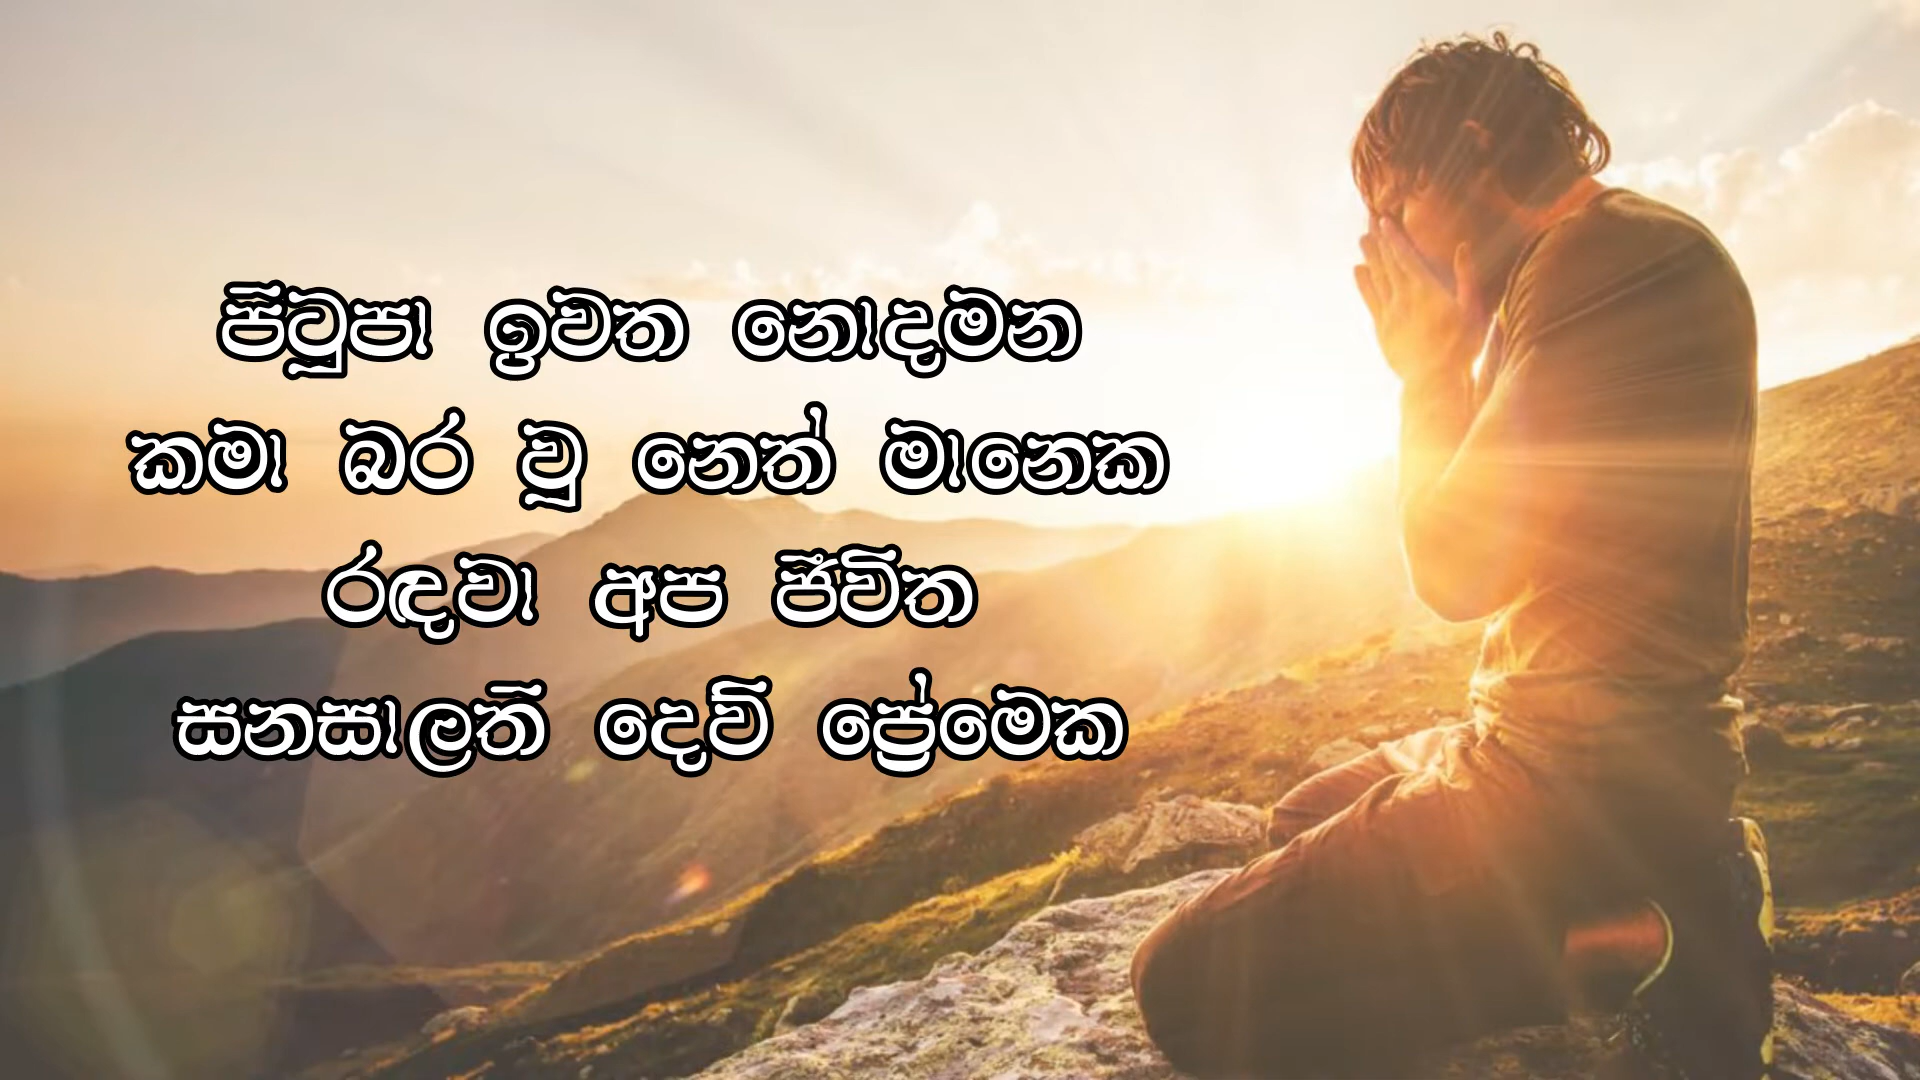 පිටුපා ඉවත නොදමන
කමා බර වූ නෙත් මානෙක
රඳවා අප ජීවිත
සනසාලති දෙව් ප්‍රේමෙක